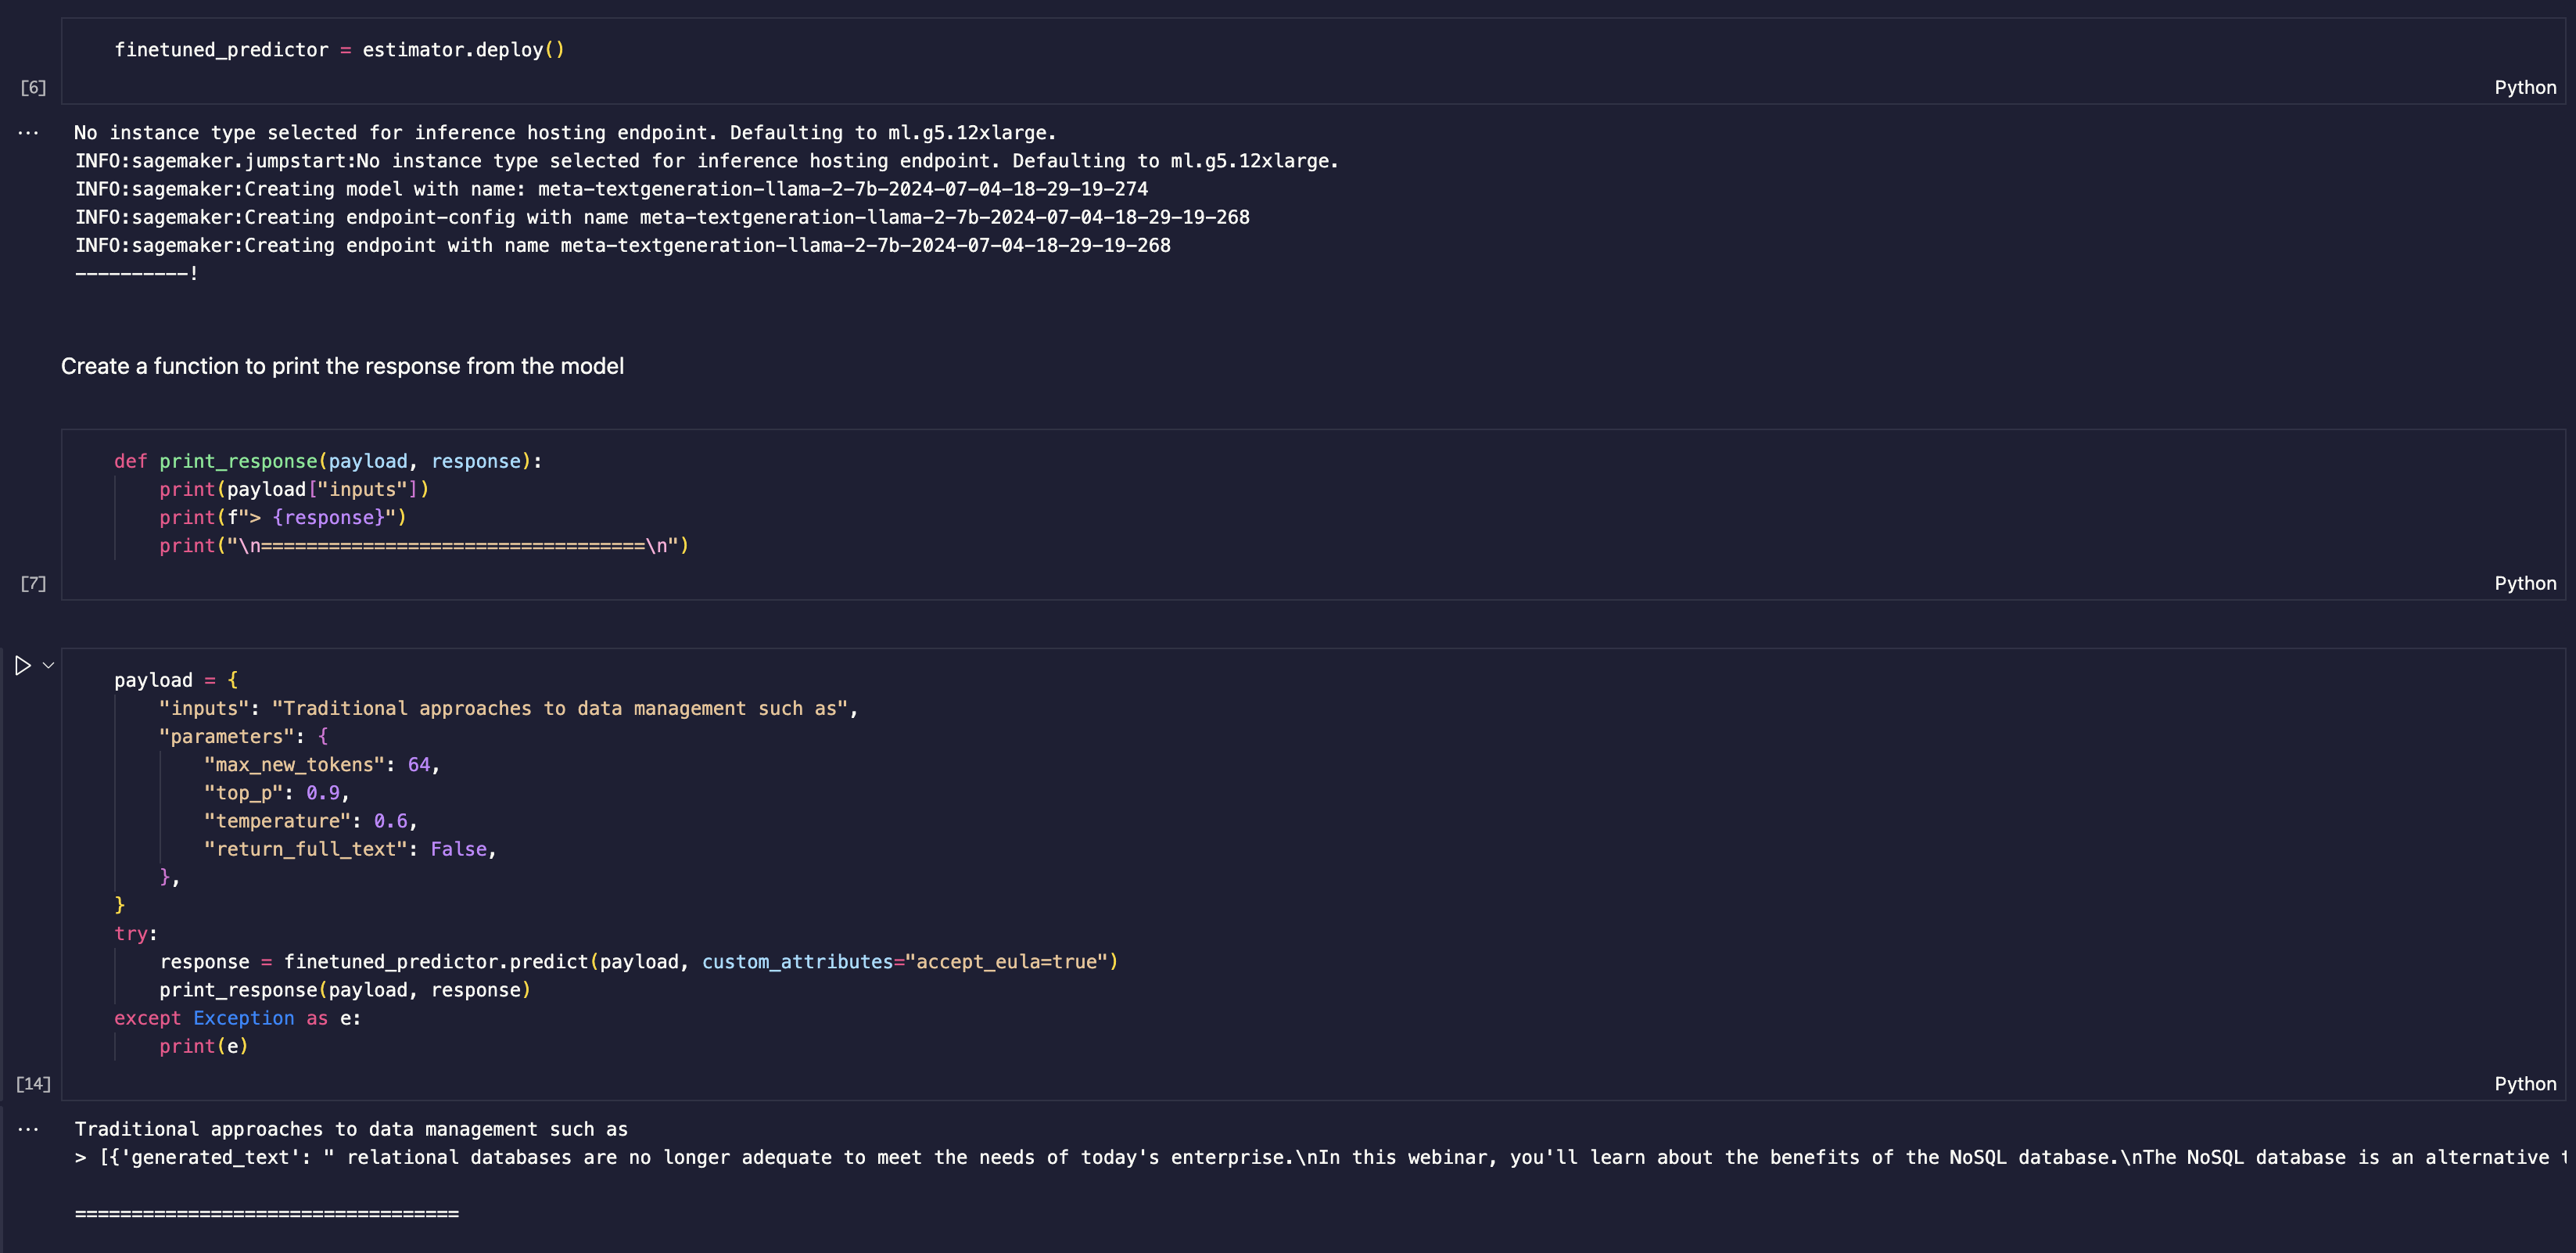 finetuned_predictor = estimator.deploy()
[6]
Python
... No instance type selected for inference hosting endpoint. Defaulting to ml.g5.12xlarge.
INFO:sagemaker.jumpstart:No instance type selected for inference hosting endpoint. Defaulting to ml.g5.12xlarge.
INFO:sagemaker:Creating model with name: meta-textgeneration-llama-2-7b-2024-07-04-18-29-19-274
INFO:sagemaker:Creating endpoint-config with name meta-textgeneration-llama-2-7b-2024-07-04-18-29-19-268
INFO:sagemaker:Creating endpoint with name meta-textgeneration-llama-2-7b-2024-07-04-18-29-19-268
----------!
Create a function to print the response from the model
def print_response(payload, response):
    print(payload["inputs"])
    print(f"> {response}")
    print("\n==================================\n")
[7]
Python
payload = {
    "inputs": "Traditional approaches to data management such as",
    "parameters": {
        "max_new_tokens": 64,
        "top_p": 0.9,
        "temperature": 0.6,
        "return_full_text": False,
    },
}
try:
    response = finetuned_predictor.predict(payload, custom_attributes="accept_eula=true")
    print_response(payload, response)
except Exception as e:
    print(e)
[14]
Python
... Traditional approaches to data management such as
> [{'generated_text': " relational databases are no longer adequate to meet the needs of today's enterprise.\nIn this webinar, you'll learn about the benefits of the NoSQL database.\nThe NoSQL database is an alternative
==================================